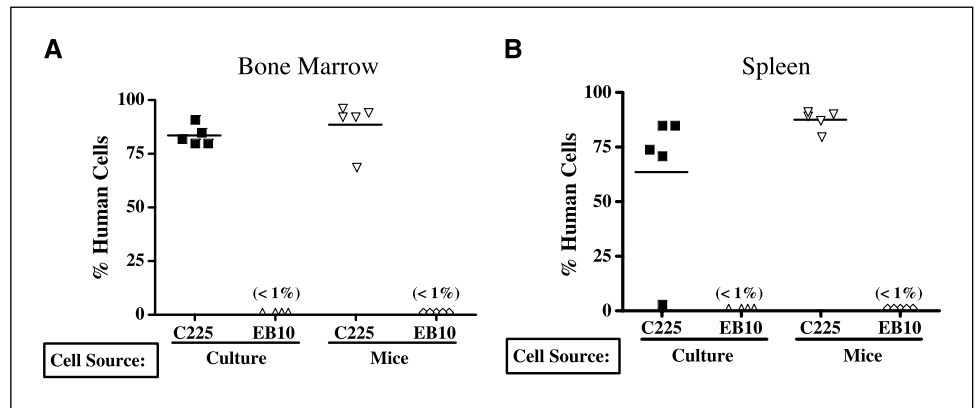 A
Bone Marrow
% Human Cells
100
75
50
25
0
(< 1%)
(< 1%)
C225 EB10 C225 EB10
Cell Source: Culture Mice
B
Spleen
% Human Cells
100
75
50
25
0
(< 1%)
(< 1%)
C225 EB10 C225 EB10
Cell Source: Culture Mice